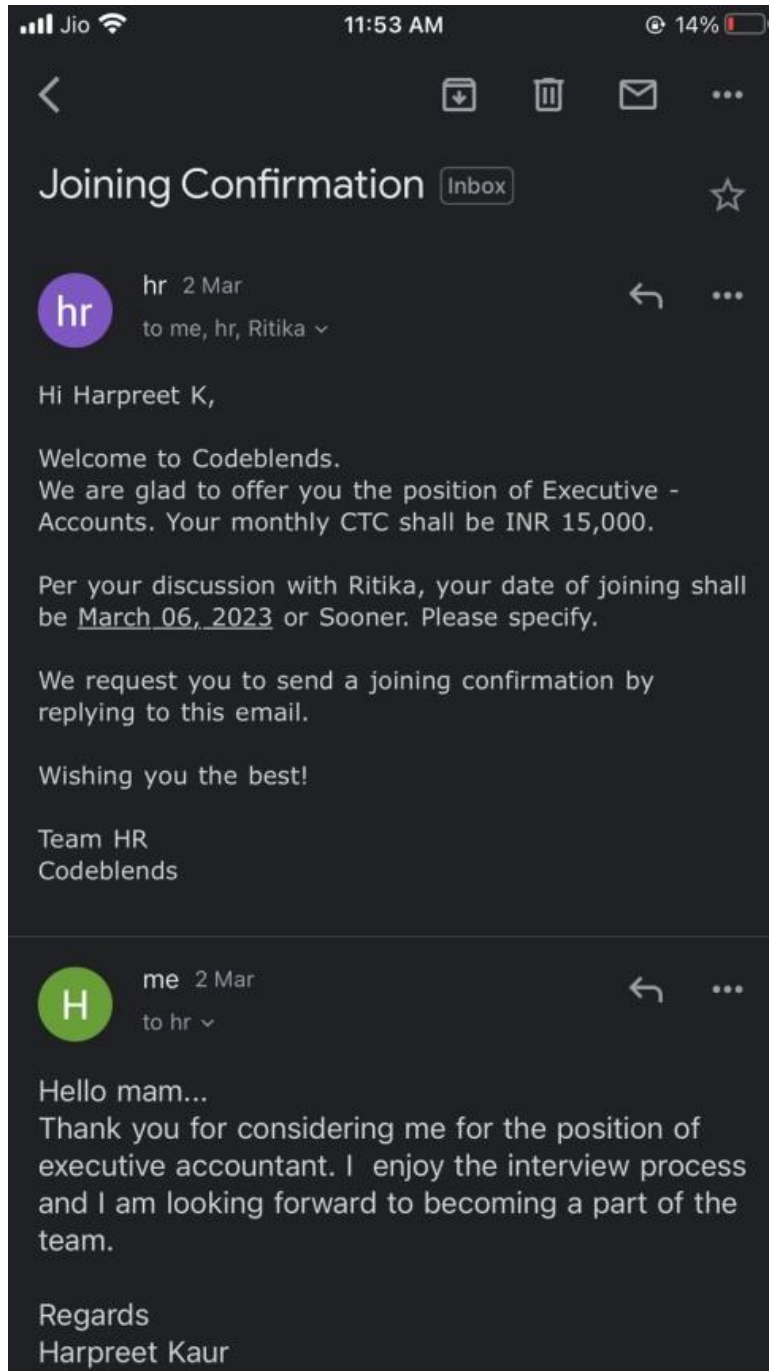 Jio 11:53 AM 14%
Joining Confirmation Inbox
hr hr 2 Mar
to me, hr, Ritika
Hi Harpreet K,
Welcome to Codeblends.
We are glad to offer you the position of Executive -
Accounts. Your monthly CTC shall be INR 15,000.
Per your discussion with Ritika, your date of joining shall
be March 06, 2023 or Sooner. Please specify.
We request you to send a joining confirmation by
replying to this email.
Wishing you the best!
Team HR
Codeblends
H me 2 Mar
to hr
Hello mam...
Thank you for considering me for the position of
executive accountant. I  enjoy the interview process
and I am looking forward to becoming a part of the
team.
Regards
Harpreet Kaur